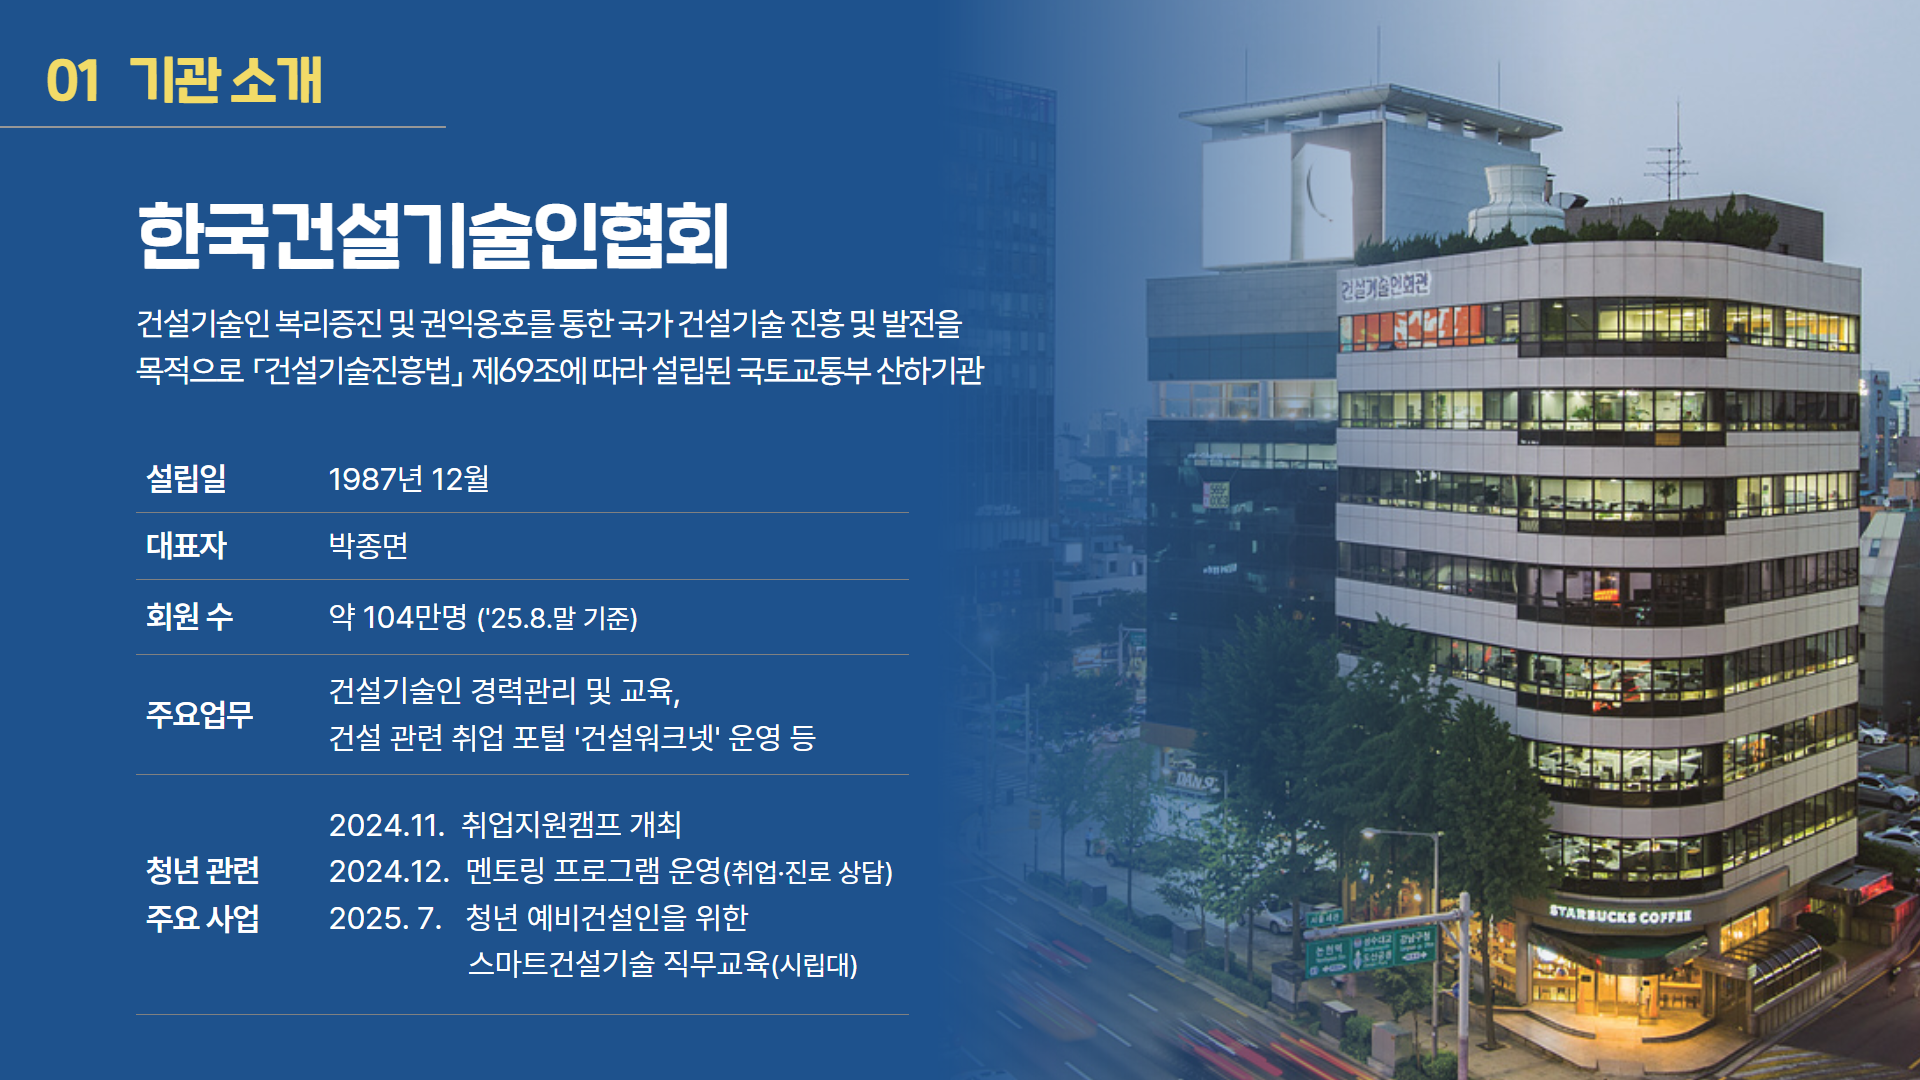 01 기관 소개
한국건설기술인협회
건설기술인 복리증진 및 권익옹호를 통한 국가 건설기술 진흥 및 발전을
목적으로 「건설기술진흥법」 제69조에 따라 설립된 국토교통부 산하기관
설립일 1987년 12월
대표자 박종면
회원 수 약 104만명 ('25.8.말 기준)
주요업무 건설기술인 경력관리 및 교육,
건설 관련 취업 포털 '건설워크넷' 운영 등
청년 관련
주요 사업
2024.11. 취업지원캠프 개최
2024.12. 멘토링 프로그램 운영(취업·진로 상담)
2025. 7. 청년 예비건설인을 위한
스마트건설기술 직무교육(시립대)
건설기술인회관
STARBUCKS COFFEE
논현역
강남구청